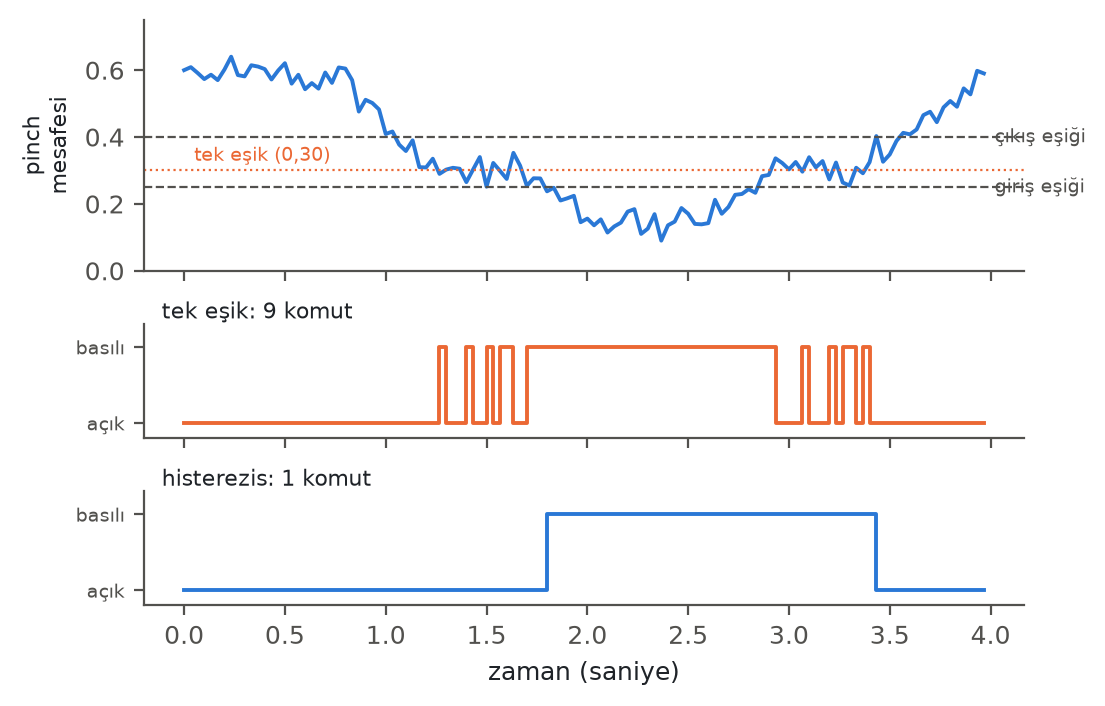 pinch
mesafesi
0.6
0.4
0.2
0.0
çıkış eşiği
tek eşik (0,30)
giriş eşiği
tek eşik: 9 komut
basılı
açık
histerezis: 1 komut
basılı
açık
0.0 0.5 1.0 1.5 2.0 2.5 3.0 3.5 4.0
zaman (saniye)